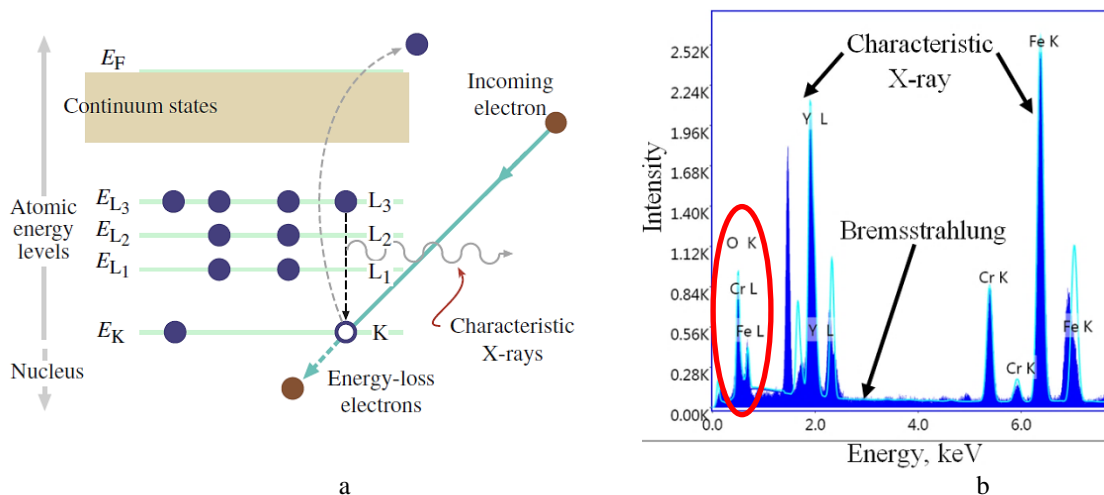 E_F
Continuum states
Incoming
electron
Atomic
energy
levels
E_L3
L3
E_L2
L2
E_L1
L1
E_K
K
Nucleus
Characteristic
X-rays
Energy-loss
electrons
a
Intensity
2.52K
2.24K
1.96K
1.68K
1.40K
1.12K
0.84K
0.56K
0.28K
0.00K
Characteristic
X-ray
Fe K
Y L
Bremsstrahlung
O K
Cr L
Fe L
Y L
Cr K
Cr K
Fe K
0.0
2.0
4.0
6.0
Energy, keV
b